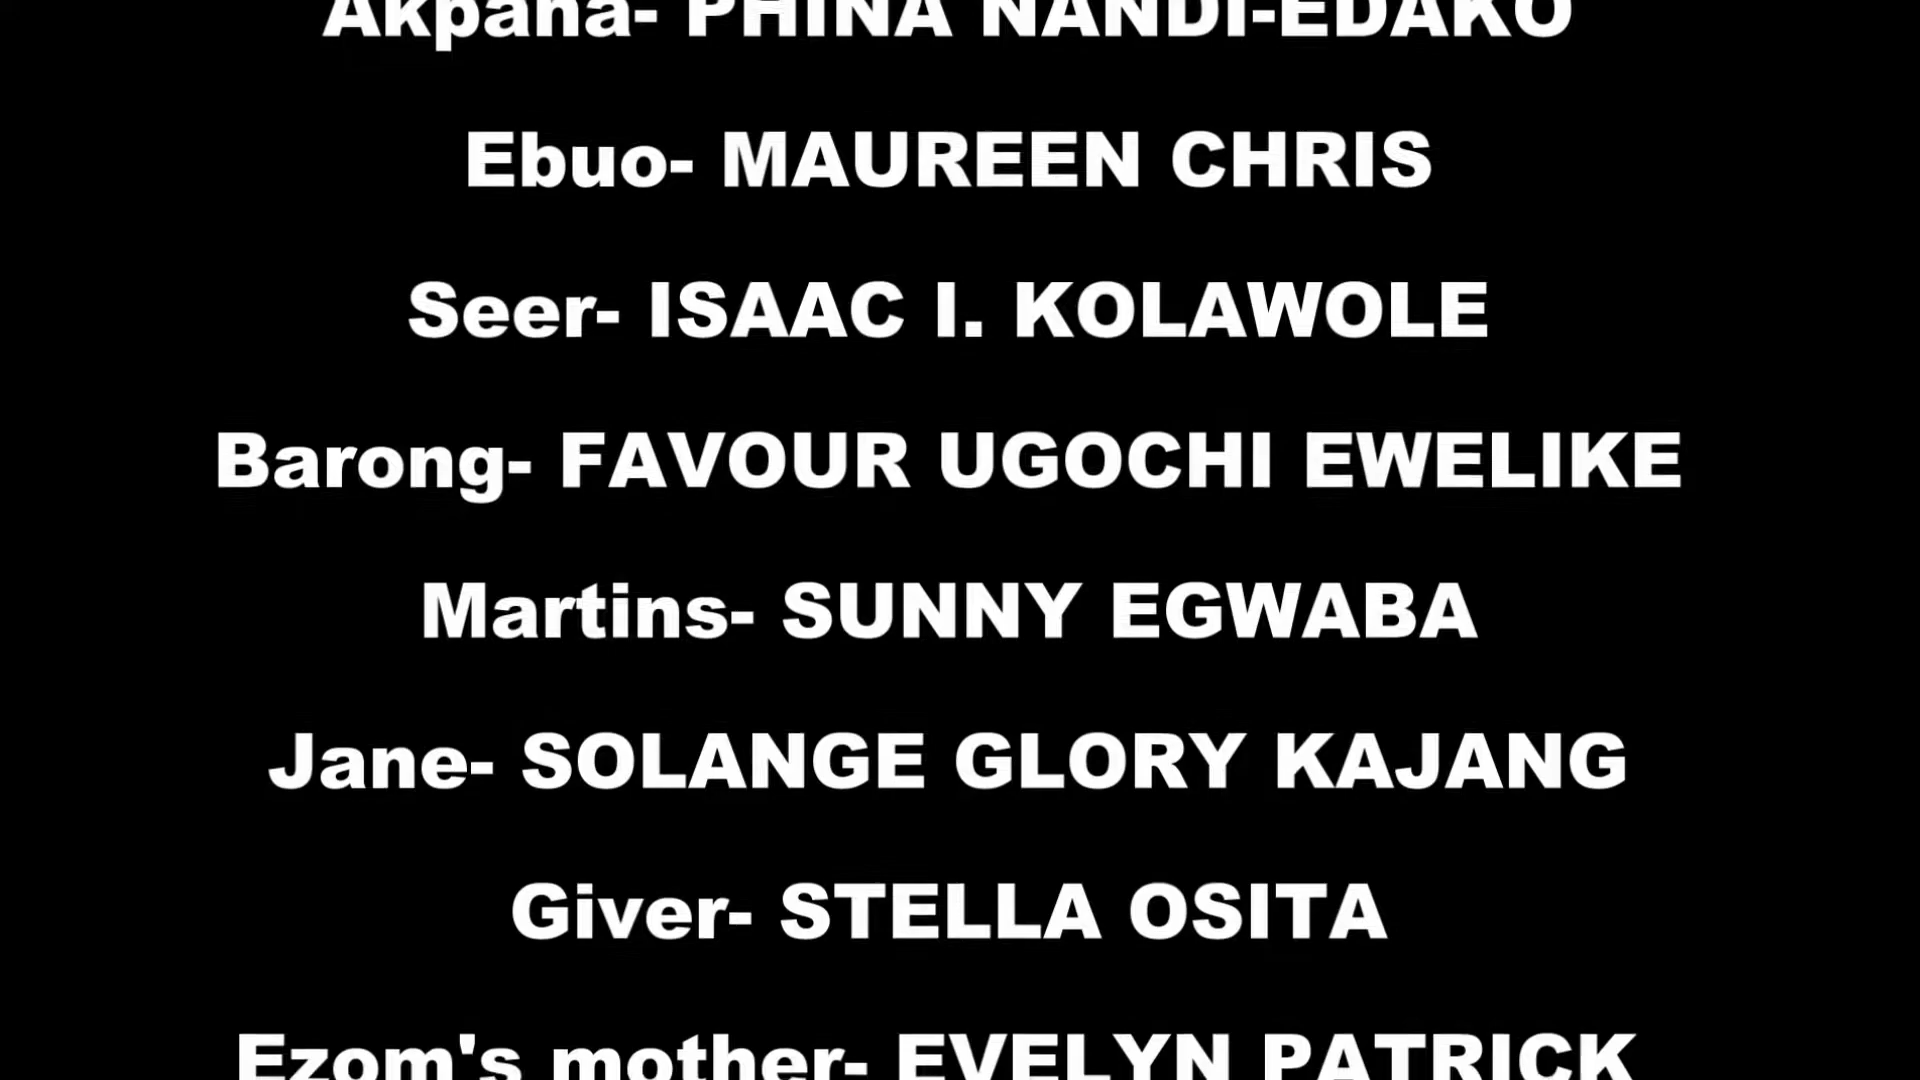 Akpana- PHINA NANDI-EDAKO
Ebuo- MAUREEN CHRIS
Seer- ISAAC I. KOLAWOLE
Barong- FAVOUR UGOCHI EWELIKE
Martins- SUNNY EGWABA
Jane- SOLANGE GLORY KAJANG
Giver- STELLA OSITA
Ezom's mother- EVELYN PATRICK